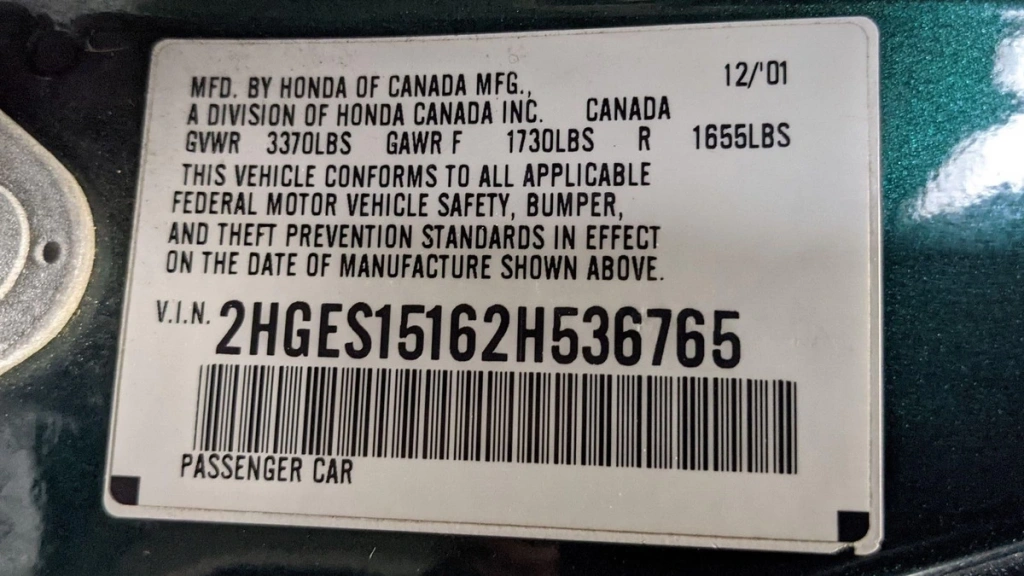 MFD. BY HONDA OF CANADA MFG., 12/'01
A DIVISION OF HONDA CANADA INC. CANADA
GVWR 3370LBS GAWR F 1730LBS R 1655LBS
THIS VEHICLE CONFORMS TO ALL APPLICABLE
FEDERAL MOTOR VEHICLE SAFETY, BUMPER,
AND THEFT PREVENTION STANDARDS IN EFFECT
ON THE DATE OF MANUFACTURE SHOWN ABOVE.
V.I.N. 2HGES15162H536765
PASSENGER CAR